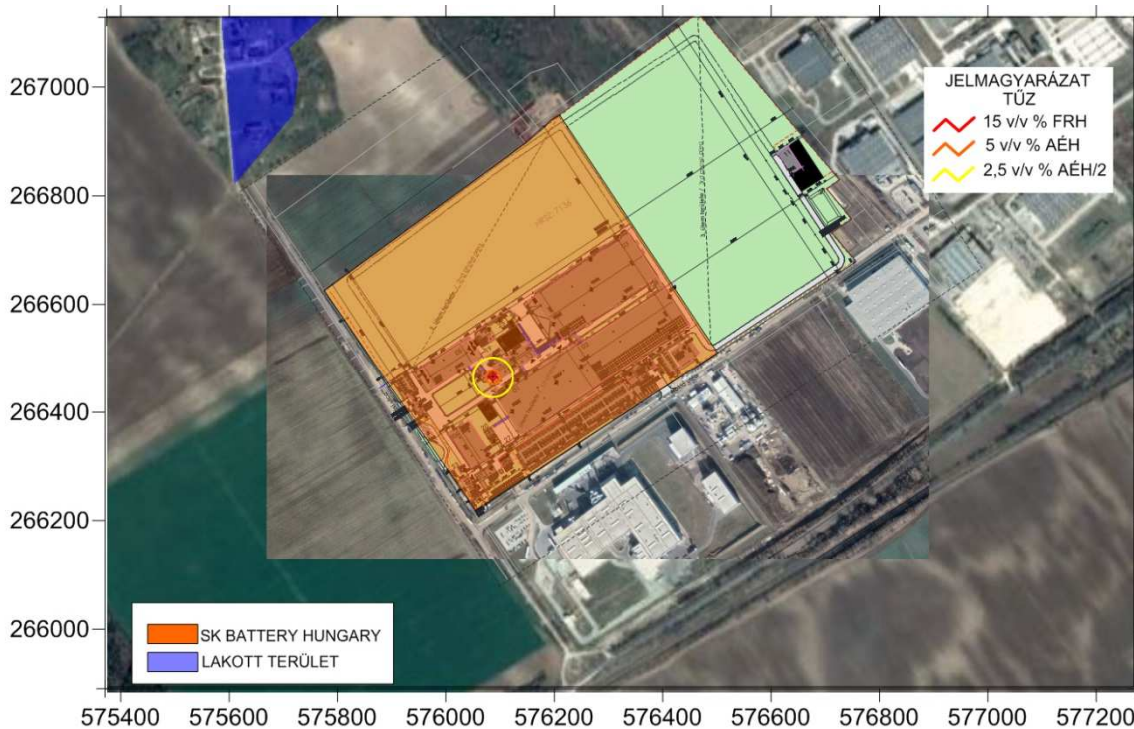 267000
266800
266600
266400
266200
266000
JELMAGYARÁZAT
TŰZ
15 v/v % FRH
5 v/v % AÉH
2,5 v/v % AÉH/2
SK BATTERY HUNGARY
LAKOTT TERÜLET
575400 575600 575800 576000 576200 576400 576600 576800 577000 577200